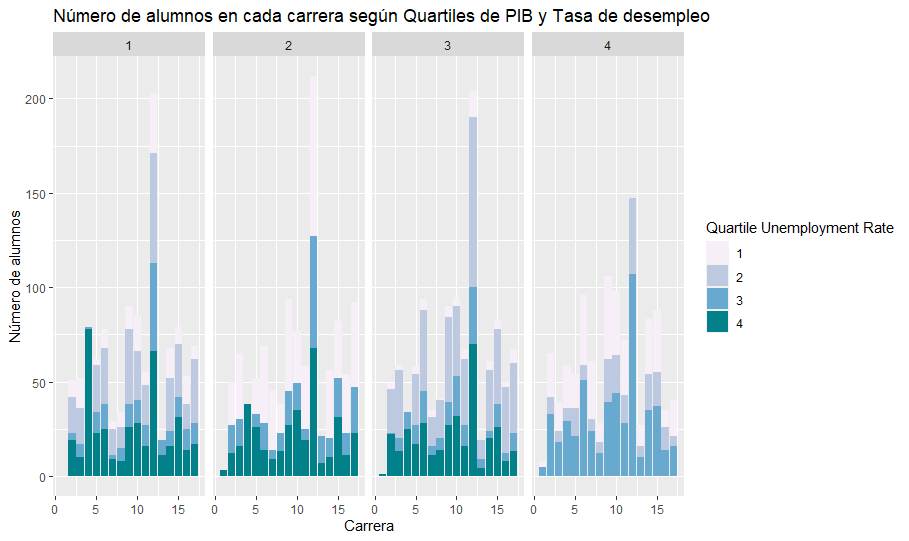 Número de alumnos en cada carrera según Quartiles de PIB y Tasa de desempleo
1 2 3 4
200
150
100
50
0
Número de alumnos
0 5 10 15 0 5 10 15 0 5 10 15 0 5 10 15
Carrera
Quartile Unemployment Rate
1
2
3
4